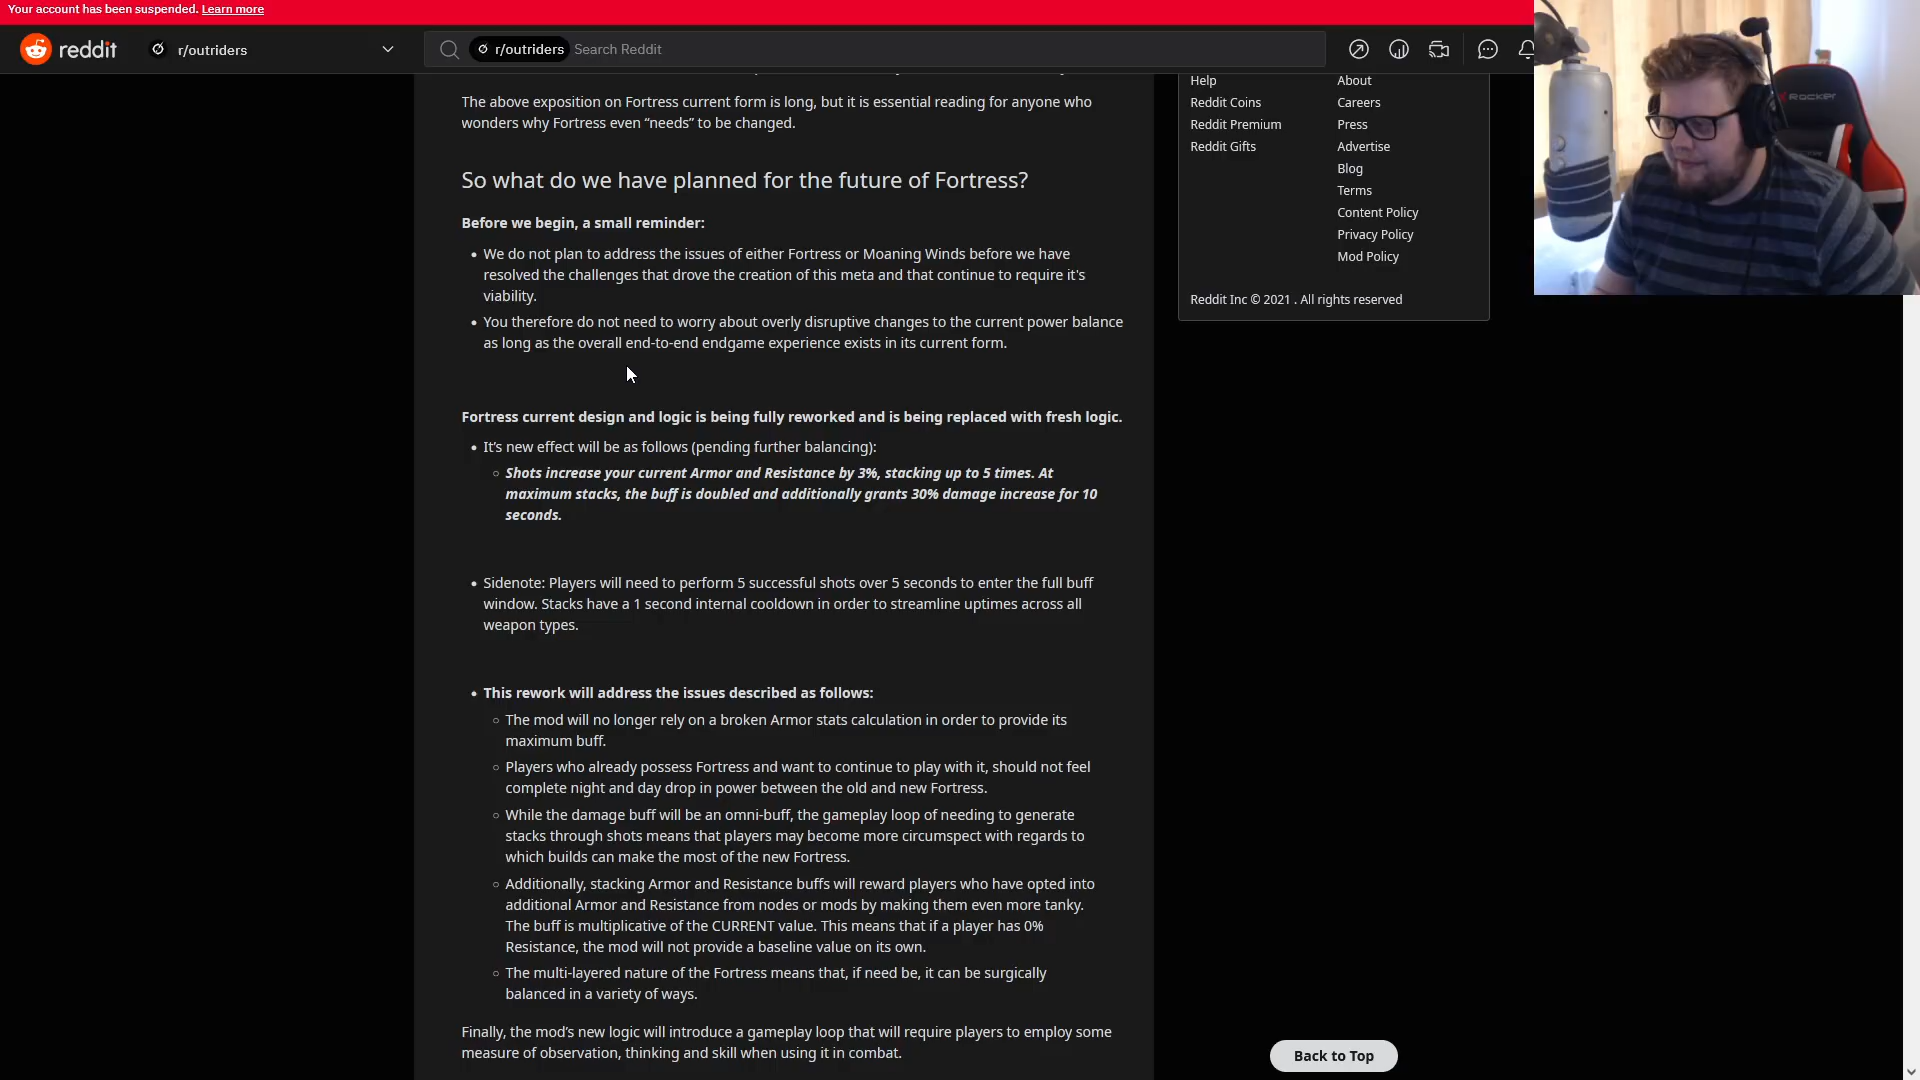 Your account has been suspended. Learn more
reddit
r/outriders
r/outriders Search Reddit
The above exposition on Fortress current form is long, but it is essential reading for anyone who
wonders why Fortress even “needs” to be changed.
So what do we have planned for the future of Fortress?
Before we begin, a small reminder:
We do not plan to address the issues of either Fortress or Moaning Winds before we have
resolved the challenges that drove the creation of this meta and that continue to require it's
viability.
You therefore do not need to worry about overly disruptive changes to the current power balance
as long as the overall end-to-end endgame experience exists in its current form.
Fortress current design and logic is being fully reworked and is being replaced with fresh logic.
It’s new effect will be as follows (pending further balancing):
Shots increase your current Armor and Resistance by 3%, stacking up to 5 times. At
maximum stacks, the buff is doubled and additionally grants 30% damage increase for 10
seconds.
Sidenote: Players will need to perform 5 successful shots over 5 seconds to enter the full buff
window. Stacks have a 1 second internal cooldown in order to streamline uptimes across all
weapon types.
This rework will address the issues described as follows:
The mod will no longer rely on a broken Armor stats calculation in order to provide its
maximum buff.
Players who already possess Fortress and want to continue to play with it, should not feel
complete night and day drop in power between the old and new Fortress.
While the damage buff will be an omni-buff, the gameplay loop of needing to generate
stacks through shots means that players may become more circumspect with regards to
which builds can make the most of the new Fortress.
Additionally, stacking Armor and Resistance buffs will reward players who have opted into
additional Armor and Resistance from nodes or mods by making them even more tanky.
The buff is multiplicative of the CURRENT value. This means that if a player has 0%
Resistance, the mod will not provide a baseline value on its own.
The multi-layered nature of the Fortress means that, if need be, it can be surgically
balanced in a variety of ways.
Finally, the mod’s new logic will introduce a gameplay loop that will require players to employ some
measure of observation, thinking and skill when using it in combat.
Help
Reddit Coins
Reddit Premium
Reddit Gifts
About
Careers
Press
Advertise
Blog
Terms
Content Policy
Privacy Policy
Mod Policy
Reddit Inc © 2021 . All rights reserved
Back to Top